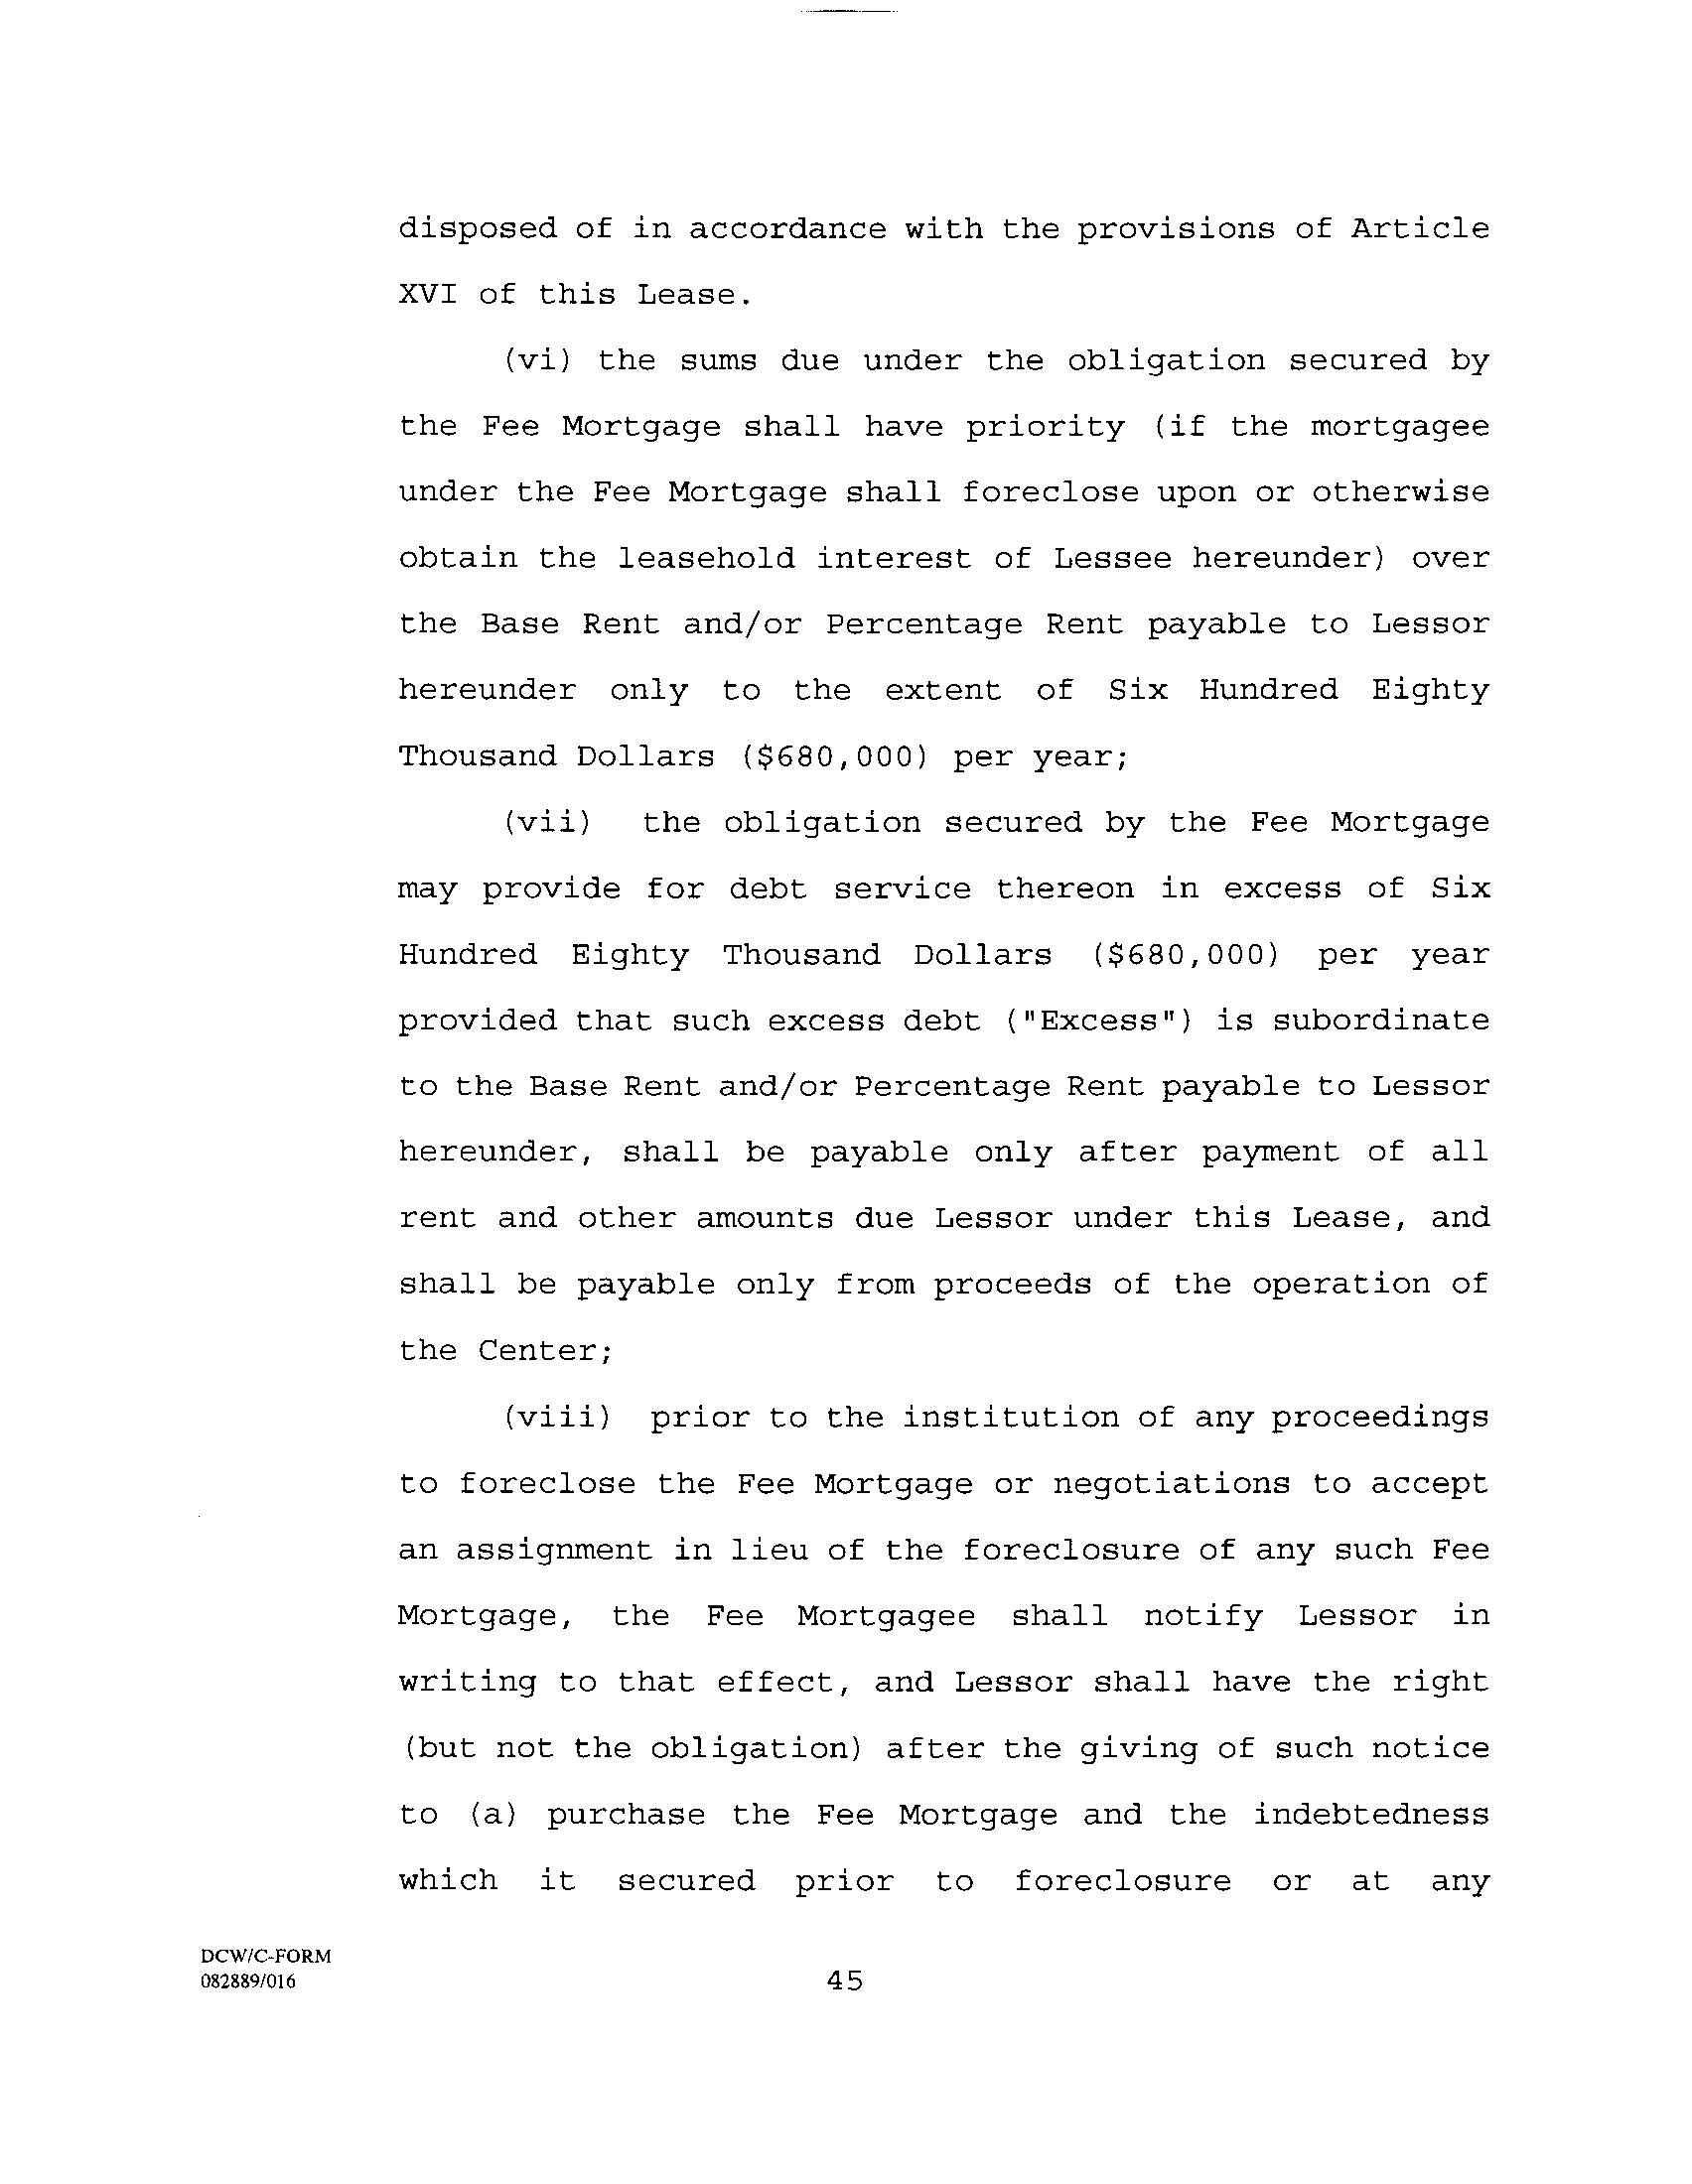 disposed of in accordance with the provisions of Article
XVI of this Lease.
(vi) the sums due under the obligation secured by
the Fee Mortgage shall have priority (if the mortgagee
under the Fee Mortgage shall foreclose upon or otherwise
obtain the leasehold interest of Lessee hereunder) over
the Base Rent and/or Percentage Rent payable to Lessor
hereunder only to the extent of Six Hundred Eighty
Thousand Dollars ($680,000) per year;
(vii) the obligation secured by the Fee Mortgage
may provide for debt service thereon in excess of Six
Hundred Eighty Thousand Dollars ($680,000) per year
provided that such excess debt ("Excess") is subordinate
to the Base Rent and/or Percentage Rent payable to Lessor
hereunder, shall be payable only after payment of all
rent and other amounts due Lessor under this Lease, and
shall be payable only from proceeds of the operation of
the Center;
(viii) prior to the institution of any proceedings
to foreclose the Fee Mortgage or negotiations to accept
an assignment in lieu of the foreclosure of any such Fee
Mortgage, the Fee Mortgagee shall notify Lessor in
writing to that effect, and Lessor shall have the right
(but not the obligation) after the giving of such notice
to (a) purchase the Fee Mortgage and the indebtedness
which it secured prior to foreclosure or at any
DCW/C-FORM
082889/016
45